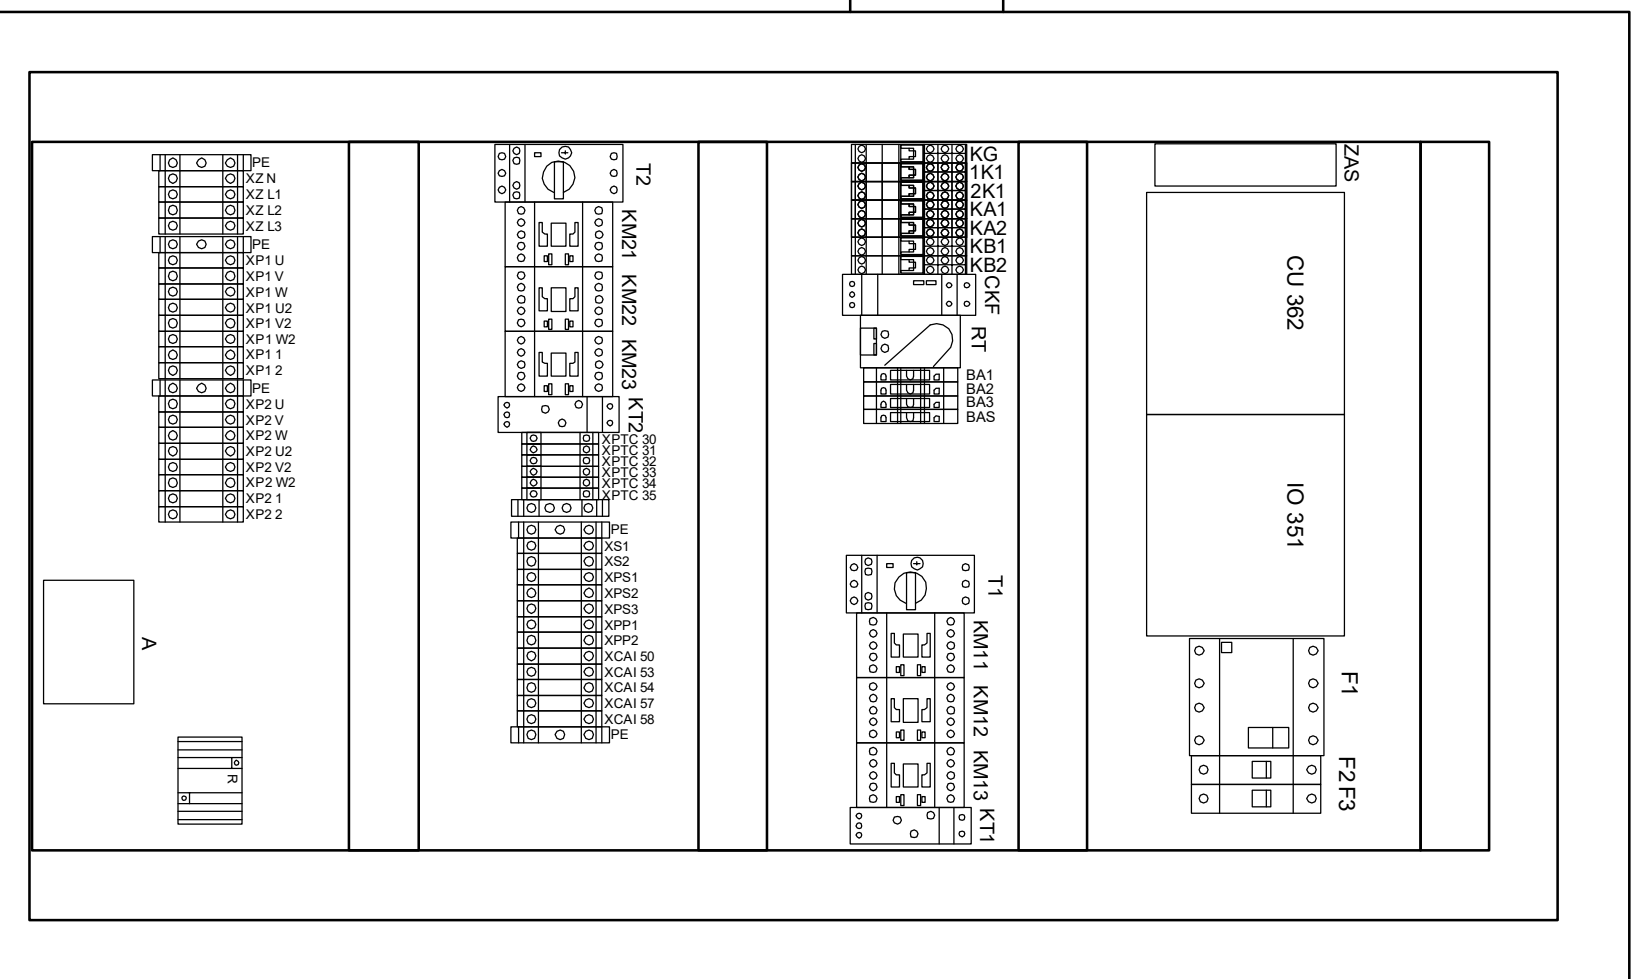 PE
XZ N
XZ L1
XZ L2
XZ L3
PE
XP1 U
XP1 V
XP1 W
XP1 U2
XP1 V2
XP1 W2
XP1 1
XP1 2
PE
XP2 U
XP2 V
XP2 W
XP2 U2
XP2 V2
XP2 W2
XP2 1
XP2 2
A
R
T2
KM21
KM22
KM23
KT2
XPTC 30
XPTC 31
XPTC 32
XPTC 33
XPTC 34
XPTC 35
PE
XS1
XS2
XPS1
XPS2
XPS3
XPP1
XPP2
XCAI 50
XCAI 53
XCAI 54
XCAI 57
XCAI 58
PE
KG
1K1
2K1
KA1
KA2
KB1
KB2
CKF
RT
BA1
BA2
BA3
BAS
T1
KM11
KM12
KM13
KT1
ZAS
CU 362
IO 351
F1
F2
F3